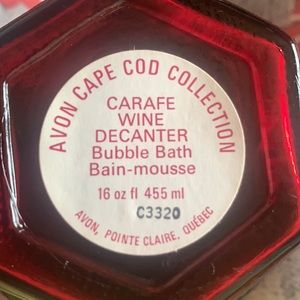 AVON CAPE COD COLLECTION
CARAFE
WINE
DECANTER
Bubble Bath
Bain-mousse
16 oz fl 455 ml
C3320
AVON, POINTE CLAIRE, QUÉBEC